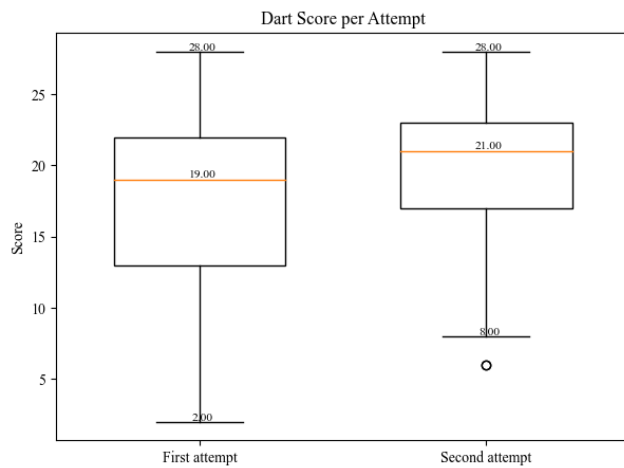 Dart Score per Attempt
28.00
28.00
25
21.00
20
19.00
Score
15
10
8.00
5
2.00
First attempt
Second attempt